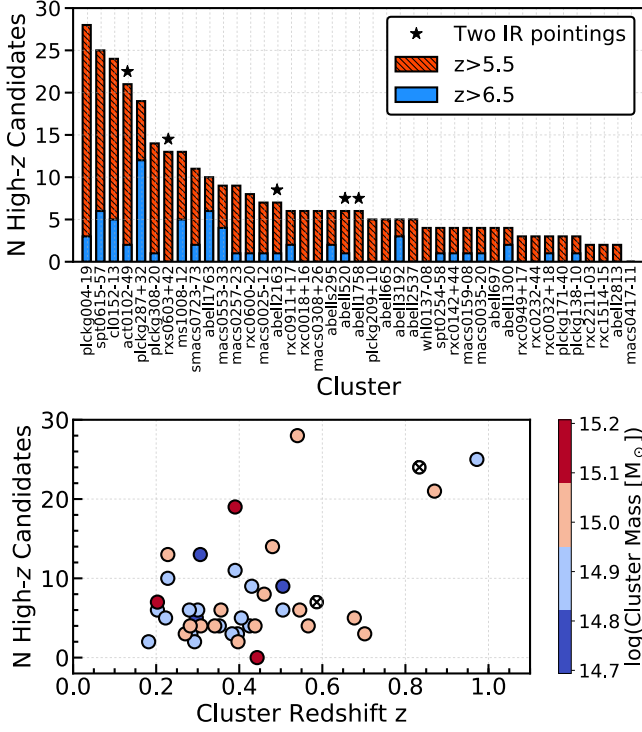 N High-z Candidates
30
25
20
15
10
5
0
★ Two IR pointings
z>5.5
z>6.5
plckg004-19
spt0615-57
cl0152-13
act0102-49
plckg287+32
plckg308-20
rxs0603+42
ms1008-12
smacs0723-73
abell1763
macs0553-33
macs0257-23
rxc0600-20
macs0025-12
abell2163
rxc0911+17
rxc0018+16
macs0308+26
abells295
abell520
abell1758
plckg209+10
abell665
abell3192
abell2537
whl0137-08
spt0254-58
rxc0142+44
macs0159-08
macs0035-20
abell697
abell1300
rxc0949+17
rxc0232-44
rxc0032+18
plckg171-40
plckg138-10
rxc2211-03
rxc1514-15
abell2813
macs0417-11
Cluster
N High-z Candidates
30
20
10
0
0.0 0.2 0.4 0.6 0.8 1.0
Cluster Redshift z
15.2
15.1
15.0
14.9
14.8
14.7
log(Cluster Mass [M⊙])